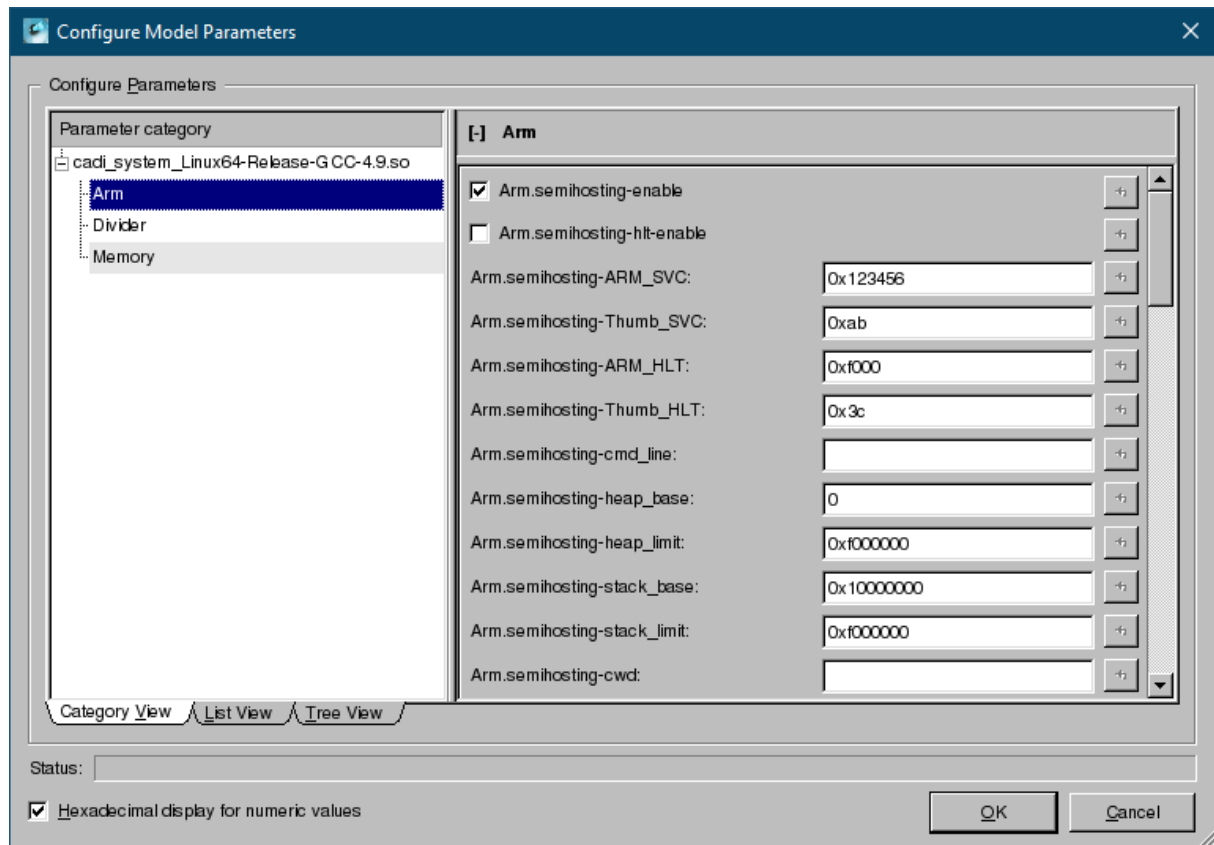 Configure Model Parameters
Configure Parameters
Parameter category
cadi_system_Linux64-Release-GCC-4.9.so
Arm
Divider
Memory
[-] Arm
Arm.semihosting-enable
Arm.semihosting-hlt-enable
Arm.semihosting-ARM_SVC: 0x123456
Arm.semihosting-Thumb_SVC: 0xab
Arm.semihosting-ARM_HLT: 0xf000
Arm.semihosting-Thumb_HLT: 0x3c
Arm.semihosting-cmd_line:
Arm.semihosting-heap_base: 0
Arm.semihosting-heap_limit: 0xf000000
Arm.semihosting-stack_base: 0x10000000
Arm.semihosting-stack_limit: 0xf000000
Arm.semihosting-cwd:
Category View List View Tree View
Status:
Hexadecimal display for numeric values
OK Cancel